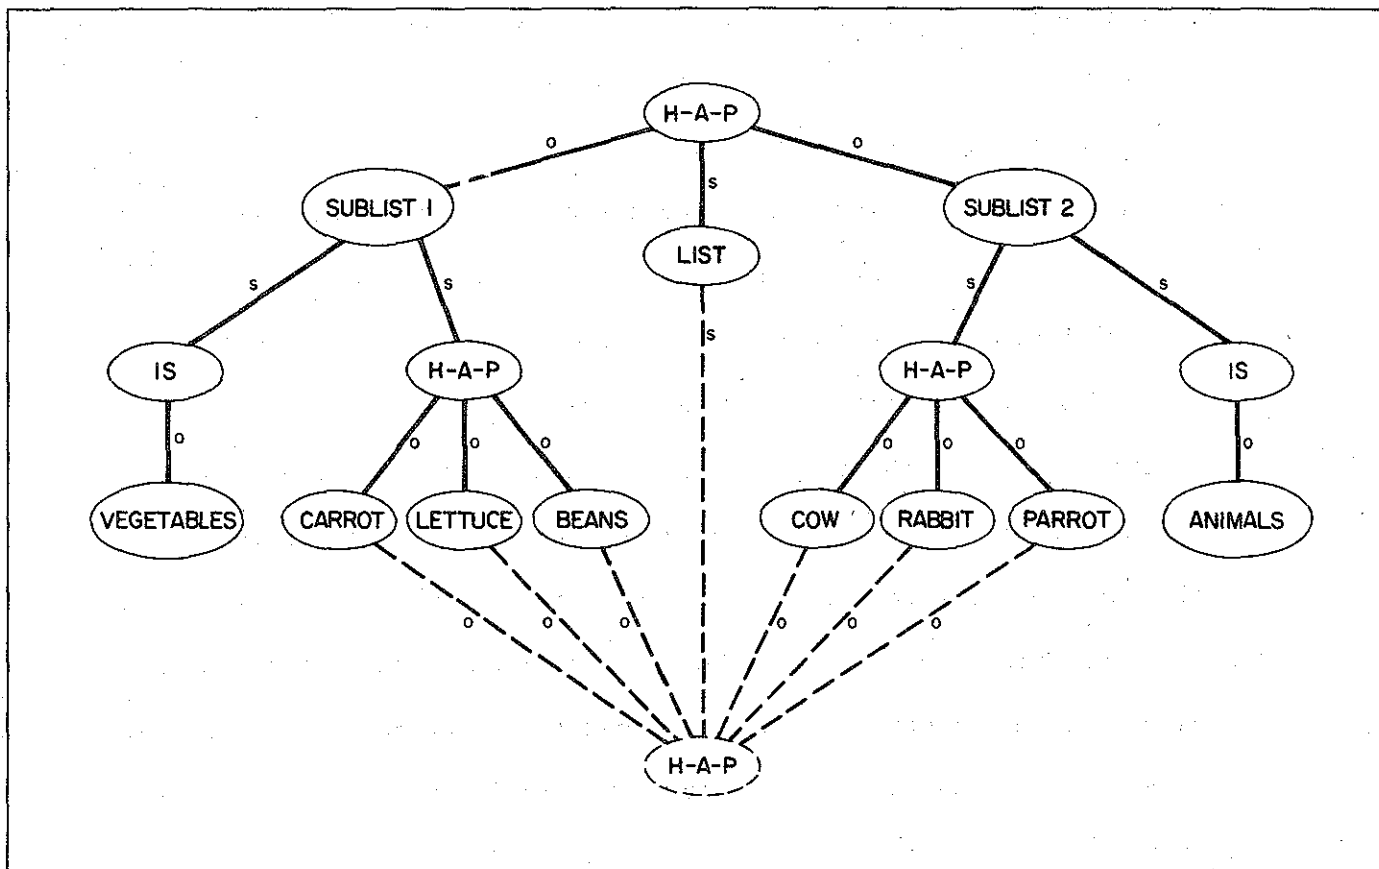 H-A-P
o
o
s
SUBLIST 1
SUBLIST 2
LIST
s
s
s
s
s
IS
H-A-P
H-A-P
IS
o
o
o
o
o
o
o
o
VEGETABLES
CARROT
LETTUCE
BEANS
COW
RABBIT
PARROT
ANIMALS
o
o
o
o
o
o
H-A-P